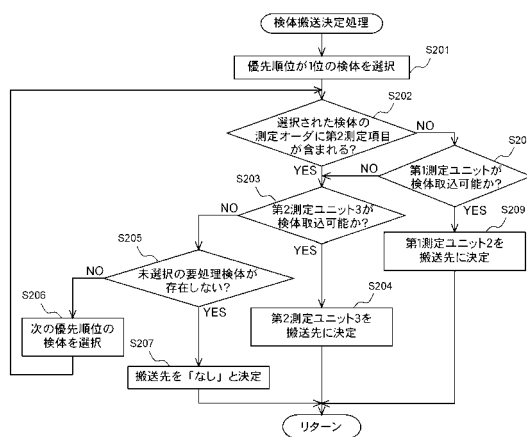 検体搬送決定処理
S201
優先順位が1位の検体を選択
S202
選択された検体の
測定オーダに第2測定項目
が含まれる?
NO
YES
S20
第1測定ユニットが
検体取込可能か?
NO
YES
S203
第2測定ユニット3が
検体取込可能か?
NO
YES
S209
第1測定ユニット2を
搬送先に決定
S205
未選択の要処理検体が
存在しない?
NO
YES
S206
次の優先順位の
検体を選択
S204
第2測定ユニット3を
搬送先に決定
S207
搬送先を「なし」と決定
リターン